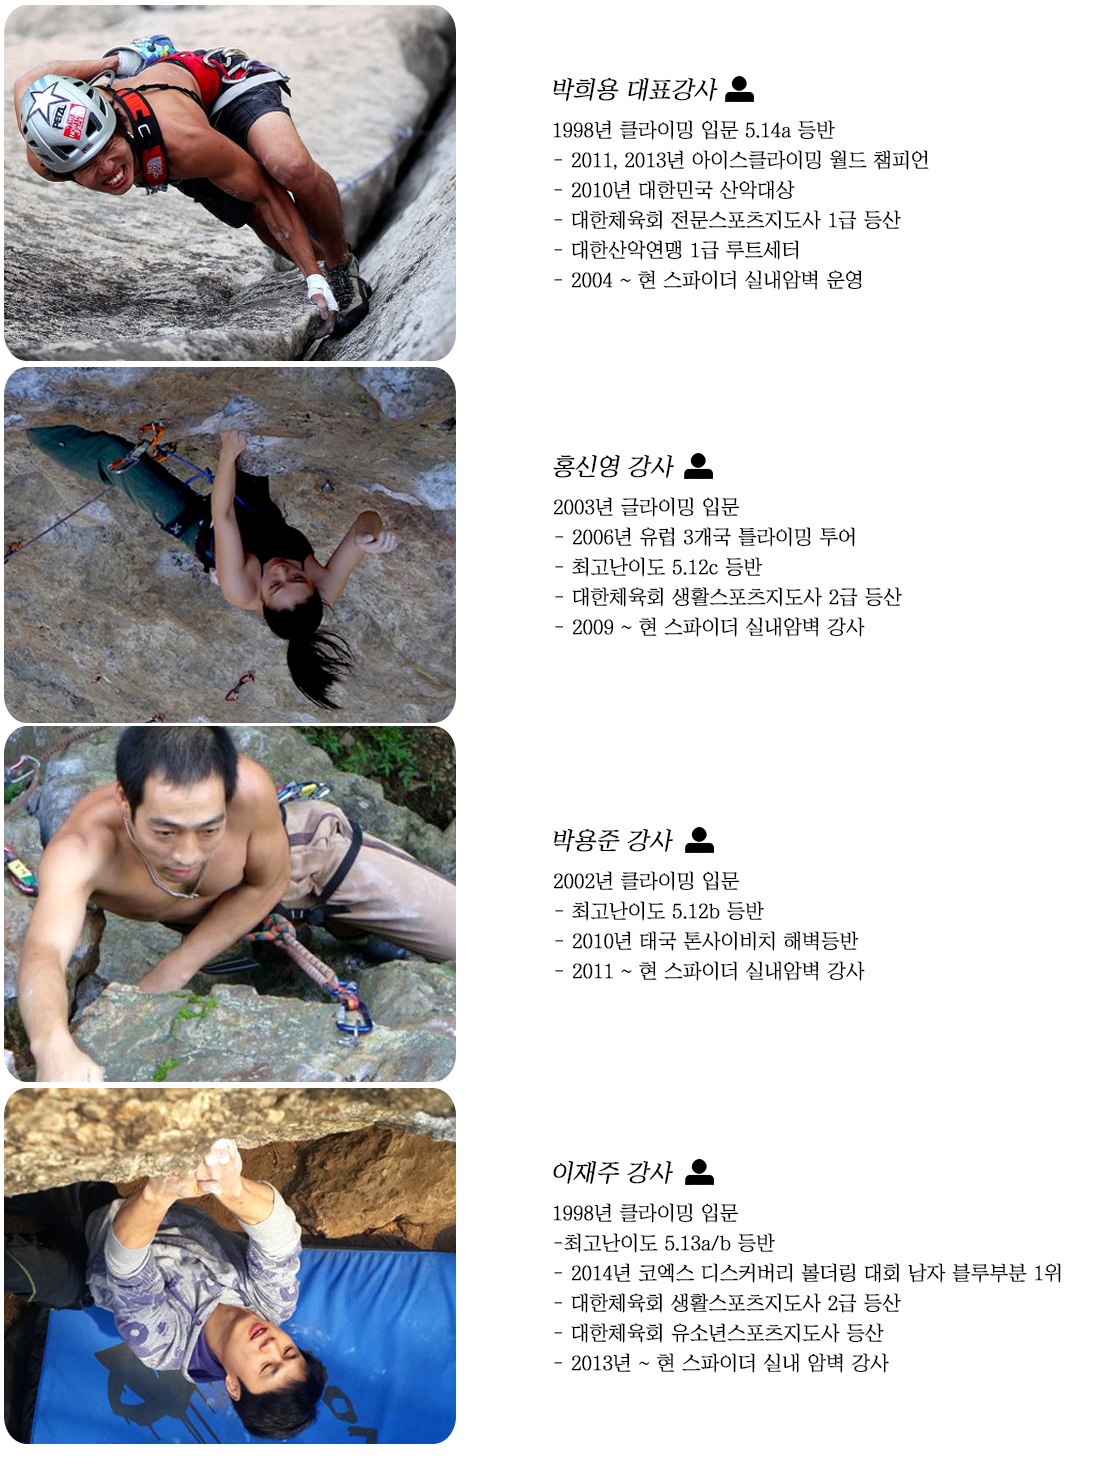 PETZL
THE NORTH FACE
박희용 대표강사
1998년 클라이밍 입문 5.14a 등반
- 2011, 2013년 아이스클라이밍 월드 챔피언
- 2010년 대한민국 산악대상
- 대한체육회 전문스포츠지도사 1급 등산
- 대한산악연맹 1급 루트세터
- 2004 ~ 현 스파이더 실내암벽 운영
홍신영 강사
2003년 글라이밍 입문
- 2006년 유럽 3개국 틀라이밍 투어
- 최고난이도 5.12c 등반
- 대한체육회 생활스포츠지도사 2급 등산
- 2009 ~ 현 스파이더 실내암벽 강사
박용준 강사
2002년 클라이밍 입문
- 최고난이도 5.12b 등반
- 2010년 태국 톤사이비치 해벽등반
- 2011 ~ 현 스파이더 실내암벽 강사
이재주 강사
1998년 클라이밍 입문
-최고난이도 5.13a/b 등반
- 2014년 코엑스 디스커버리 볼더링 대회 남자 블루부분 1위
- 대한체육회 생활스포츠지도사 2급 등산
- 대한체육회 유소년스포츠지도사 등산
- 2013년 ~ 현 스파이더 실내 암벽 강사